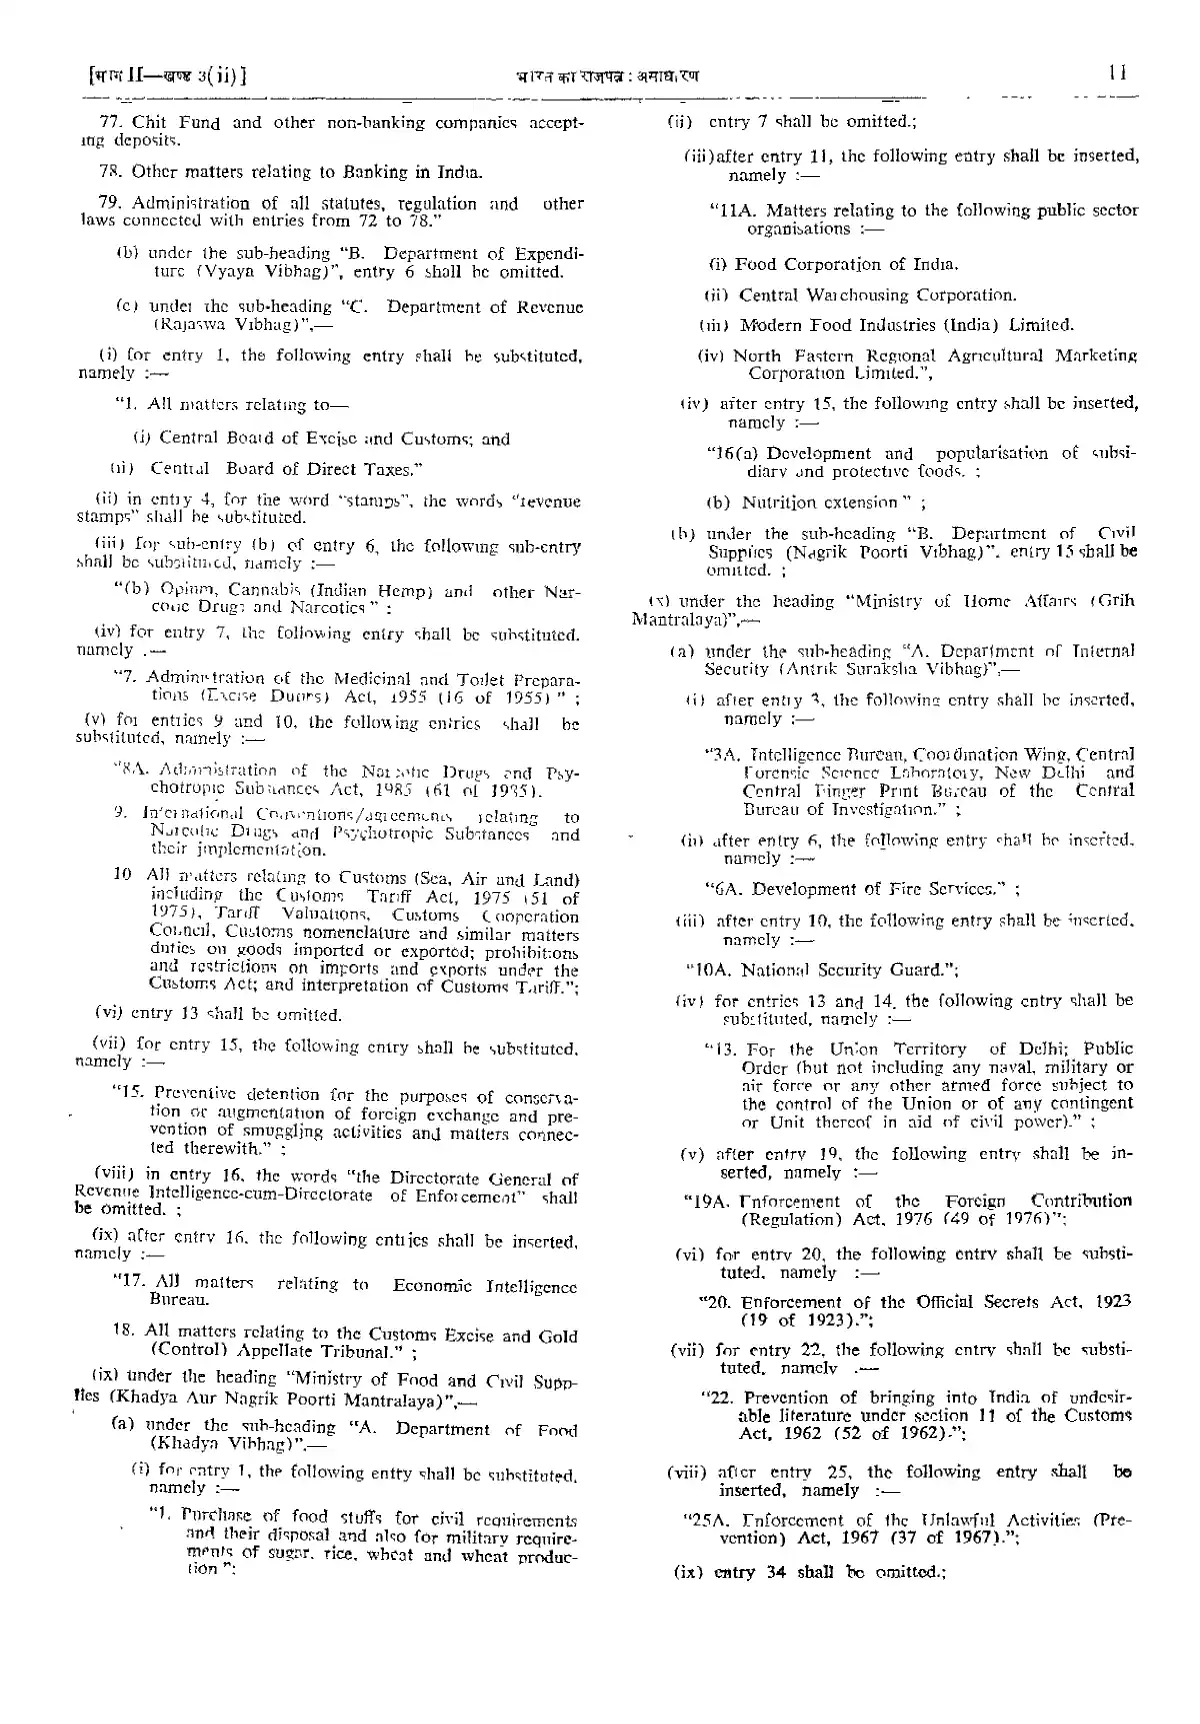 [भाग II—खण्ड 3(ii)]
भारत का राजपत्र : असाधारण
11
77. Chit Fund and other non-banking companies accept-
ing deposits.
78. Other matters relating to Banking in India.
79. Administration of all statutes, regulation and other
laws connected with entries from 72 to 78.”
(b) under the sub-heading “B. Department of Expendi-
ture (Vyaya Vibhag)”, entry 6 shall be omitted.
(c) under the sub-heading “C. Department of Revenue
(Rajaswa Vibhag)”,—
(i) for entry 1, the following entry shall be substituted,
namely :—
“1. All matters relating to—
(i) Central Board of Excise and Customs; and
(ii) Central Board of Direct Taxes.”
(ii) in entry 4, for the word “stamps”, the words “revenue
stamps” shall be substituted.
(iii) for sub-entry (b) of entry 6, the following sub-entry
shall be substituted, namely :—
“(b) Opium, Cannabis (Indian Hemp) and other Nar-
cotic Drugs and Narcotics ” ;
(iv) for entry 7, the following entry shall be substituted,
namely .—
“7. Administration of the Medicinal and Toilet Prepara-
tions (Excise Duties) Act, 1955 (16 of 1955) ” ;
(v) for entries 9 and 10, the following entries shall be
substituted, namely :—
“8A. Administration of the Narcotic Drugs and Psy-
chotropic Substances Act, 1985 (61 of 1985).
9. International Conventions/agreements relating to
Narcotic Drugs and Psychotropic Substances and
their implementation.
10 All matters relating to Customs (Sea, Air and Land)
including the Customs Tariff Act, 1975 (51 of
1975), Tariff Valuations, Customs Cooperation
Council, Customs nomenclature and similar matters
duties on goods imported or exported; prohibitions
and restrictions on imports and exports under the
Customs Act; and interpretation of Customs Tariff.”;
(vi) entry 13 shall be omitted.
(vii) for entry 15, the following entry shall be substituted,
namely :—
“15. Preventive detention for the purposes of conserva-
tion or augmentation of foreign exchange and pre-
vention of smuggling activities and matters connec-
ted therewith.” ;
(viii) in entry 16, the words “the Directorate General of
Revenue Intelligence-cum-Directorate of Enforcement” shall
be omitted. ;
(ix) after entry 16, the following entries shall be inserted,
namely :—
“17. All matters relating to Economic Intelligence
Bureau.
18. All matters relating to the Customs Excise and Gold
(Control) Appellate Tribunal.” ;
(ix) under the heading “Ministry of Food and Civil Supp-
lies (Khadya Aur Nagrik Poorti Mantralaya)”,—
(a) under the sub-heading “A. Department of Food
(Khadya Vibhag)”,—
(i) for entry 1, the following entry shall be substituted,
namely :—
“1. Purchase of food stuffs for civil requirements
and their disposal and also for military require-
ments of sugar, rice, wheat and wheat produc-
tion ”;
(ii) entry 7 shall be omitted.;
(iii) after entry 11, the following entry shall be inserted,
namely :—
“11A. Matters relating to the following public sector
organisations :—
(i) Food Corporation of India.
(ii) Central Warehousing Corporation.
(iii) Modern Food Industries (India) Limited.
(iv) North Eastern Regional Agricultural Marketing
Corporation Limited.”,
(iv) after entry 15, the following entry shall be inserted,
namely :—
“16(a) Development and popularisation of subsi-
diary and protective foods. ;
(b) Nutrition extension ” ;
(b) under the sub-heading “B. Department of Civil
Supplies (Nagrik Poorti Vibhag)”, entry 15 shall be
omitted. ;
(x) under the heading “Ministry of Home Affairs (Grih
Mantralaya)”,—
(a) under the sub-heading “A. Department of Internal
Security (Antrik Suraksha Vibhag)”,—
(i) after entry 3, the following entry shall be inserted,
namely :—
“3A. Intelligence Bureau, Coordination Wing, Central
Forensic Science Laboratory, New Delhi and
Central Finger Print Bureau of the Central
Bureau of Investigation.” ;
(ii) after entry 6, the following entry shall be inserted,
namely :—
“6A. Development of Fire Services.” ;
(iii) after entry 10, the following entry shall be inserted,
namely :—
“10A. National Security Guard.”;
(iv) for entries 13 and 14, the following entry shall be
substituted, namely :—
“13. For the Union Territory of Delhi; Public
Order (but not including any naval, military or
air force or any other armed force subject to
the control of the Union or of any contingent
or Unit thereof in aid of civil power).” ;
(v) after entry 19, the following entry shall be in-
serted, namely :—
“19A. Enforcement of the Foreign Contribution
(Regulation) Act, 1976 (49 of 1976)”;
(vi) for entry 20, the following entry shall be substi-
tuted, namely :—
“20. Enforcement of the Official Secrets Act, 1923
(19 of 1923).”;
(vii) for entry 22, the following entry shall be substi-
tuted, namely .—
“22. Prevention of bringing into India of undesir-
able literature under section 11 of the Customs
Act, 1962 (52 of 1962).”;
(viii) after entry 25, the following entry shall be
inserted, namely :—
“25A. Enforcement of the Unlawful Activities (Pre-
vention) Act, 1967 (37 of 1967).”;
(ix) entry 34 shall be omitted.;